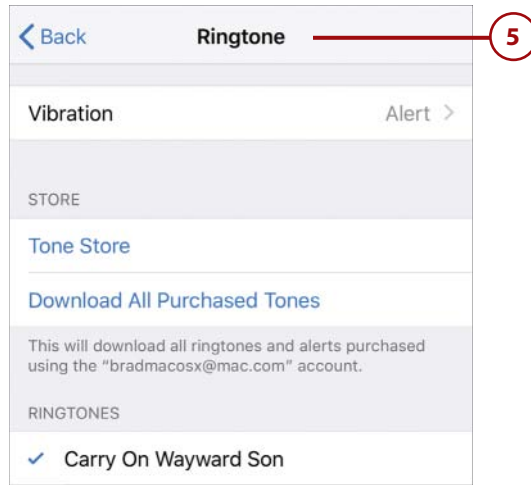 Back Ringtone 5
Vibration Alert
STORE
Tone Store
Download All Purchased Tones
This will download all ringtones and alerts purchased
using the “bradmacosx@mac.com” account.
RINGTONES
Carry On Wayward Son